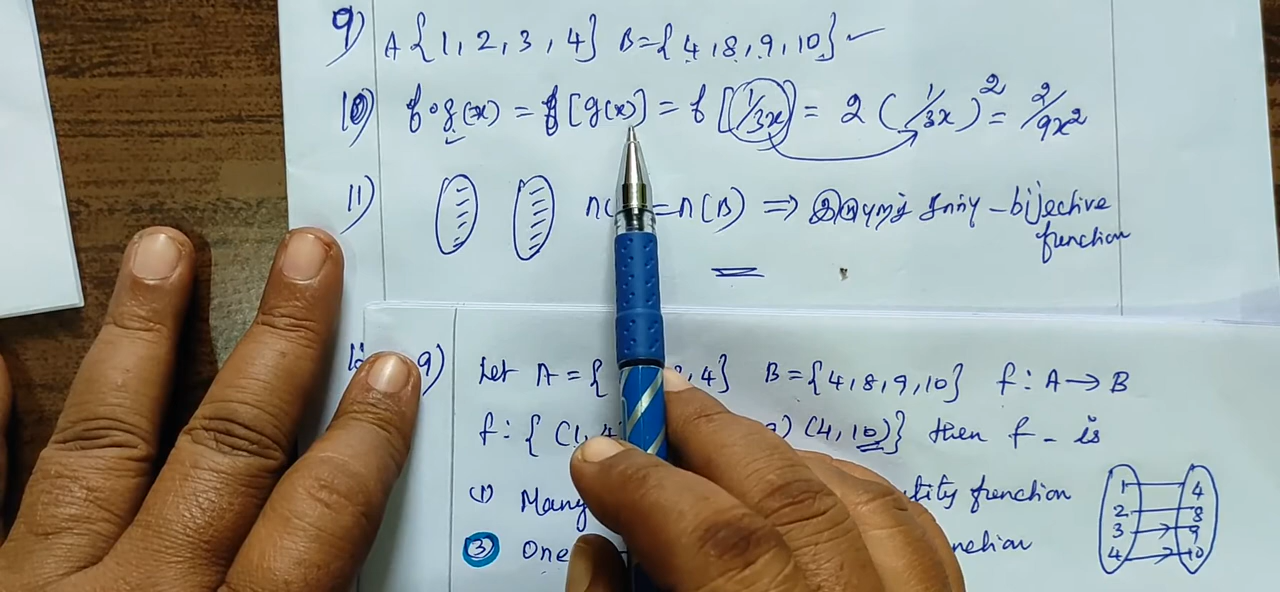 9) A {1, 2, 3, 4} B={4, 8, 9, 10}
10) fog(x) = f[g(x)] = f[1/3x] = 2(1/3x)² = 2/9x²
11) n( =n(B) ⇒ சார்பு -bijective
function
9) Let A = { , 4} B={4, 8, 9, 10} f: A→B
f: { (1, 4 ) (4, 10)} then f - is
(1) Many tity function
(3) One nction
1 4
2 8
3 9
4 10